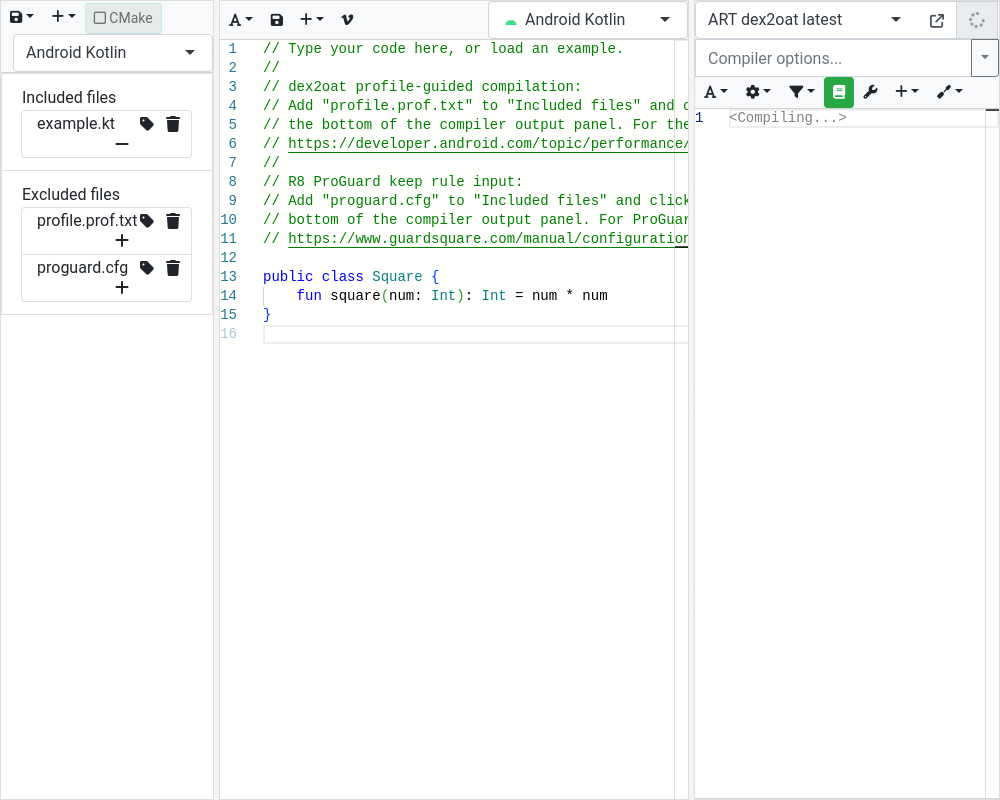 CMake
Android Kotlin
Included files
example.kt
Excluded files
profile.prof.txt
proguard.cfg
A
Android Kotlin
1 // Type your code here, or load an example.
2 //
3 // dex2oat profile-guided compilation:
4 // Add "profile.prof.txt" to "Included files" and c
5 // the bottom of the compiler output panel. For the
6 // https://developer.android.com/topic/performance/
7 //
8 // R8 ProGuard keep rule input:
9 // Add "proguard.cfg" to "Included files" and click
10 // bottom of the compiler output panel. For ProGuar
11 // https://www.guardsquare.com/manual/configuration
12
13 public class Square {
14     fun square(num: Int): Int = num * num
15 }
16
ART dex2oat latest
Compiler options...
A
1 <Compiling...>